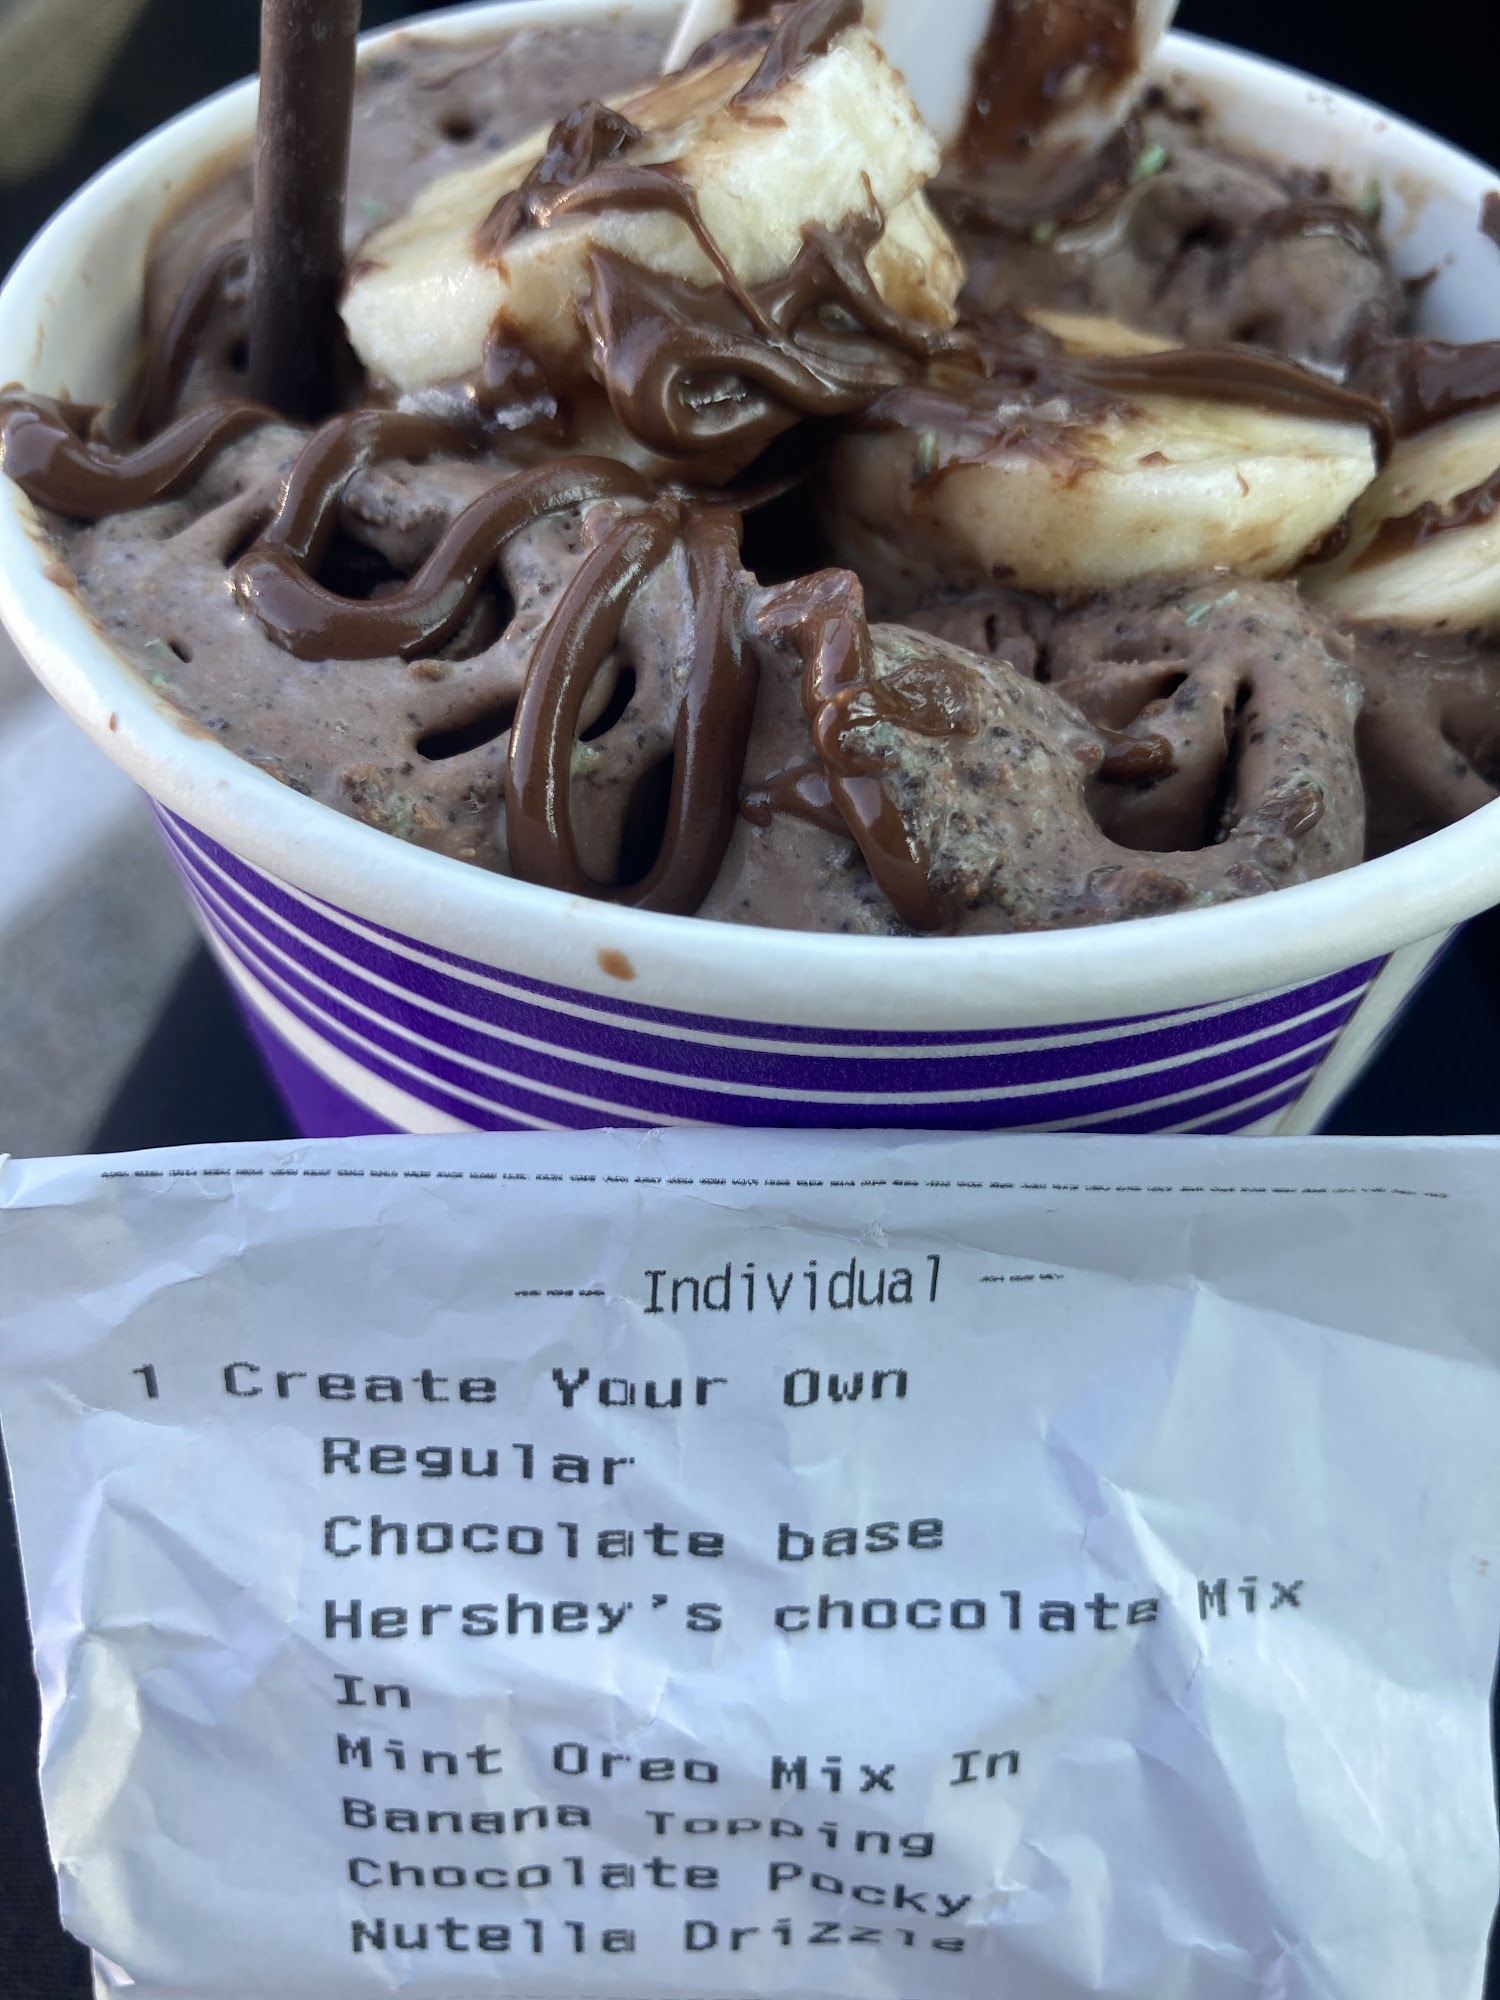 --- Individual ---
1 Create Your Own
Regular
Chocolate base
Hershey's chocolate Mix
In
Mint Oreo Mix In
Banana Topping
Chocolate Pocky
Nutella Drizzle